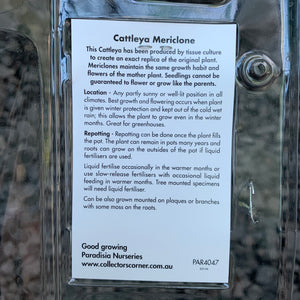 Cattleya Mericlone
This Cattleya has been produced by tissue culture
to create an exact replica of the original plant.
Mericlones maintain the same growth habit and
flowers of the mother plant. Seedlings cannot be
guaranteed to flower or grow like the parents.
Location - Any partly sunny or well-lit position in all
climates. Best growth and flowering occurs when plant
is given winter protection and kept out of the cold wet
rain; this allows the plant to grow even in the winter
months. Great for greenhouses.
Repotting - Repotting can be done once the plant fills
the pot. The plant can remain in pots many years and
roots can grow on the outsides of the pot if liquid
fertilisers are used.
Liquid fertilise occasionally in the warmer months or
use slow-release fertilisers with occasional liquid
feeding in warmer months. Tree mounted specimens
will need liquid fertiliser.
Can be also grown mounted on plaques or branches
with some moss on the roots.
Good growing
Paradisia Nurseries
www.collectorscorner.com.au
PAR4047